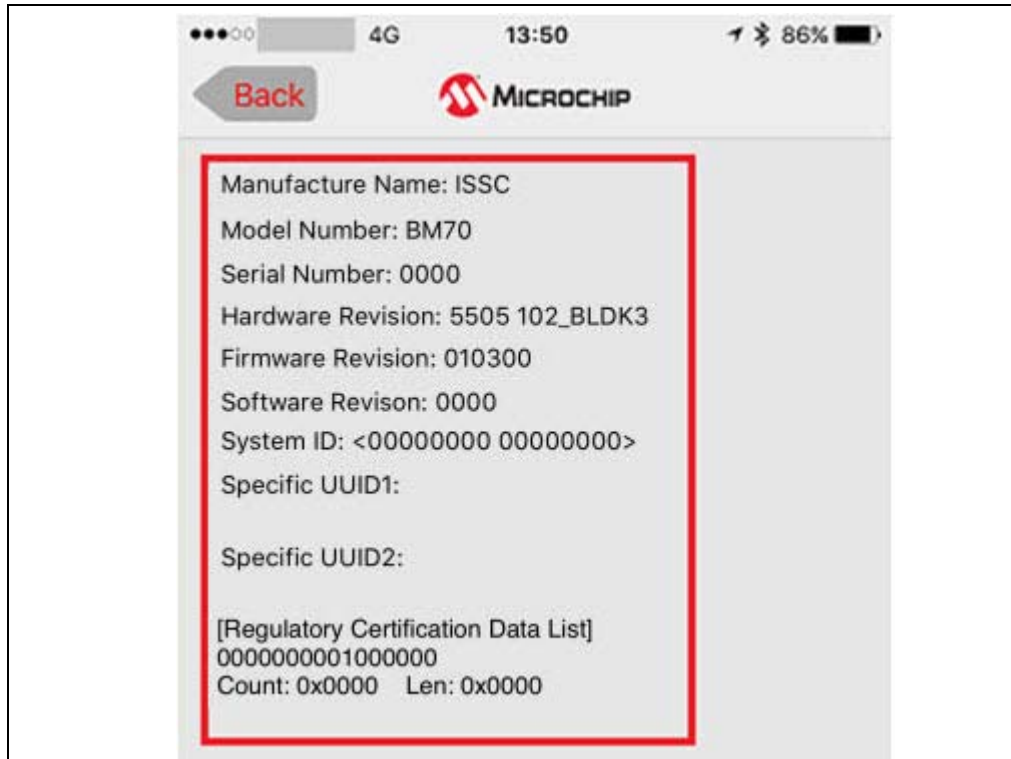 4G 13:50 86%
Back MICROCHIP
Manufacture Name: ISSC
Model Number: BM70
Serial Number: 0000
Hardware Revision: 5505 102_BLDK3
Firmware Revision: 010300
Software Revison: 0000
System ID: <00000000 00000000>
Specific UUID1:
Specific UUID2:
[Regulatory Certification Data List]
0000000001000000
Count: 0x0000 Len: 0x0000